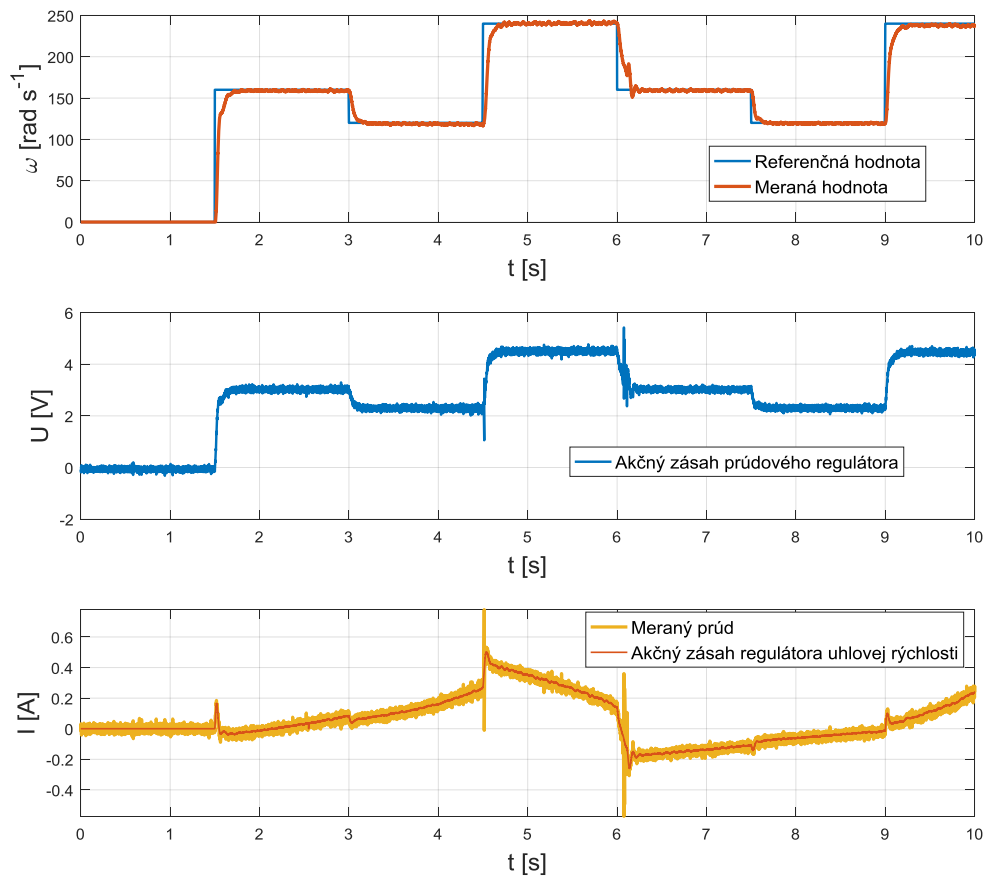 250
200
150
100
50
0
ω [rad s-1]
Referenčná hodnota
Meraná hodnota
0 1 2 3 4 5 6 7 8 9 10
t [s]
6
4
2
0
-2
U [V]
Akčný zásah prúdového regulátora
0 1 2 3 4 5 6 7 8 9 10
t [s]
0.6
0.4
0.2
0
-0.2
-0.4
I [A]
Meraný prúd
Akčný zásah regulátora uhlovej rýchlosti
0 1 2 3 4 5 6 7 8 9 10
t [s]